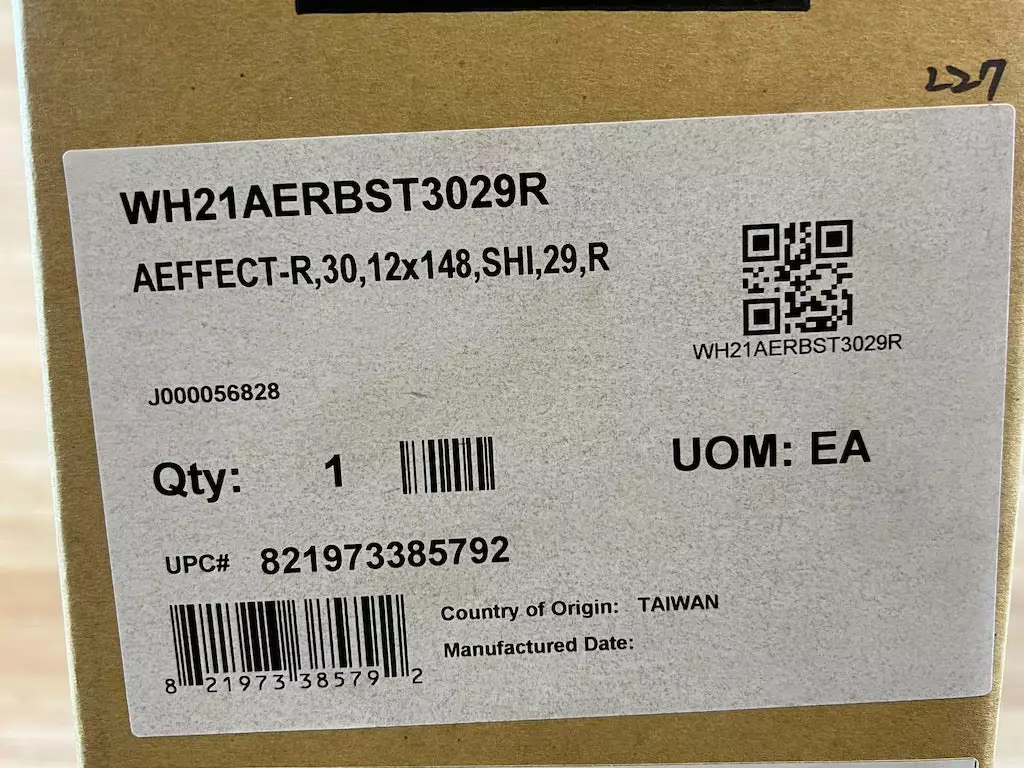 227
WH21AERBST3029R
AEFFECT-R,30,12x148,SHI,29,R
WH21AERBST3029R
J000056828
Qty: 1
UOM: EA
UPC# 821973385792
8 21973 38579 2
Country of Origin: TAIWAN
Manufactured Date: